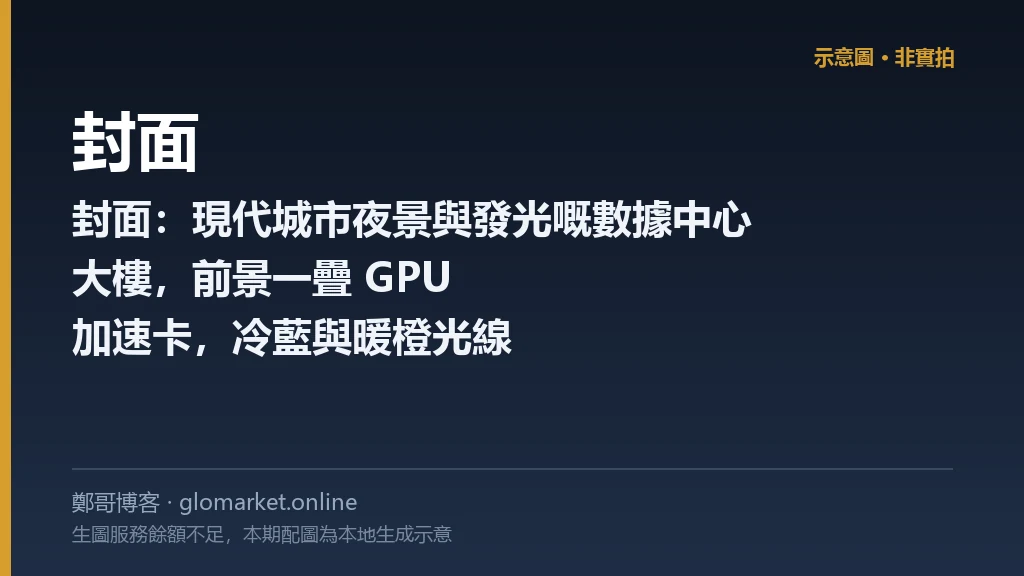 示意圖·非實拍
封面
封面：現代城市夜景與發光嘅數據中心
大樓，前景一疊 GPU
加速卡，冷藍與暖橙光線
鄭哥博客 · glomarket.online
生圖服務餘額不足，本期配圖為本地生成示意